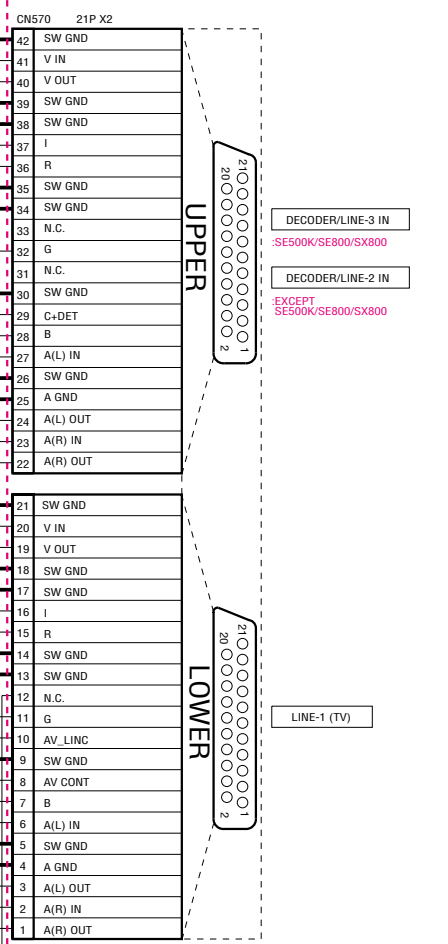 CN570 21P X2
42 SW GND
41 V IN
40 V OUT
39 SW GND
38 SW GND
37 I
36 R
35 SW GND
34 SW GND
33 N.C.
32 G
31 N.C.
30 SW GND
29 C+DET
28 B
27 A(L) IN
26 SW GND
25 A GND
24 A(L) OUT
23 A(R) IN
22 A(R) OUT
UPPER
21
20
2
1
DECODER/LINE-3 IN
:SE500K/SE800/SX800
DECODER/LINE-2 IN
:EXCEPT
SE500K/SE800/SX800
21 SW GND
20 V IN
19 V OUT
18 SW GND
17 SW GND
16 I
15 R
14 SW GND
13 SW GND
12 N.C.
11 G
10 AV_LINC
9 SW GND
8 AV CONT
7 B
6 A(L) IN
5 SW GND
4 A GND
3 A(L) OUT
2 A(R) IN
1 A(R) OUT
LOWER
21
20
2
1
LINE-1 (TV)